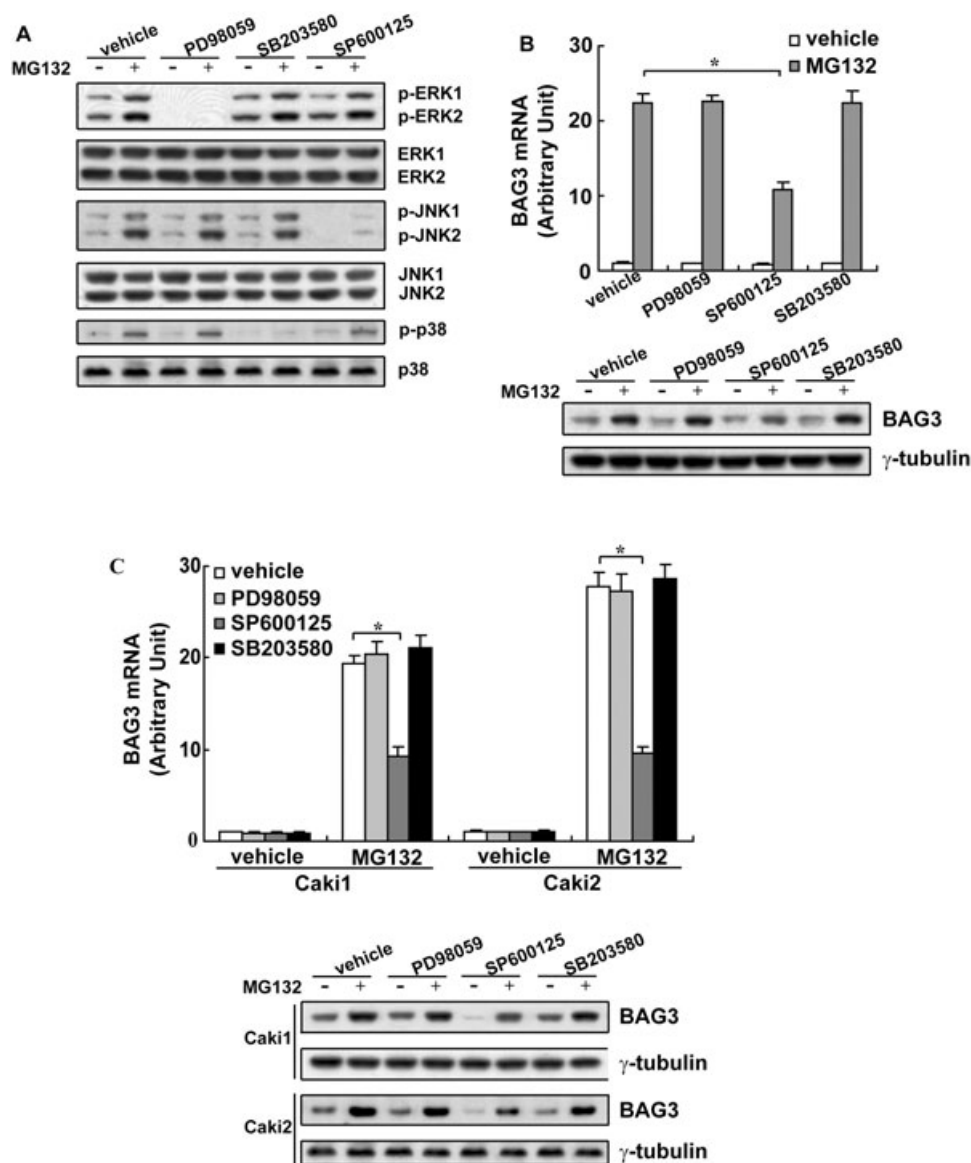 A
vehicle PD98059 SB203580 SP600125
MG132 - + - + - + - +
p-ERK1
p-ERK2
ERK1
ERK2
p-JNK1
p-JNK2
JNK1
JNK2
p-p38
p38
B
vehicle
MG132
BAG3 mRNA
(Arbitrary Unit)
30
20
10
0
*
vehicle PD98059 SP600125 SB203580
vehicle PD98059 SP600125 SB203580
MG132 - + - + - + - +
BAG3
γ-tubulin
C
vehicle
PD98059
SP600125
SB203580
BAG3 mRNA
(Arbitrary Unit)
30
20
10
0
* *
vehicle MG132 vehicle MG132
Caki1 Caki2
vehicle PD98059 SP600125 SB203580
MG132 - + - + - + - +
Caki1
BAG3
γ-tubulin
Caki2
BAG3
γ-tubulin